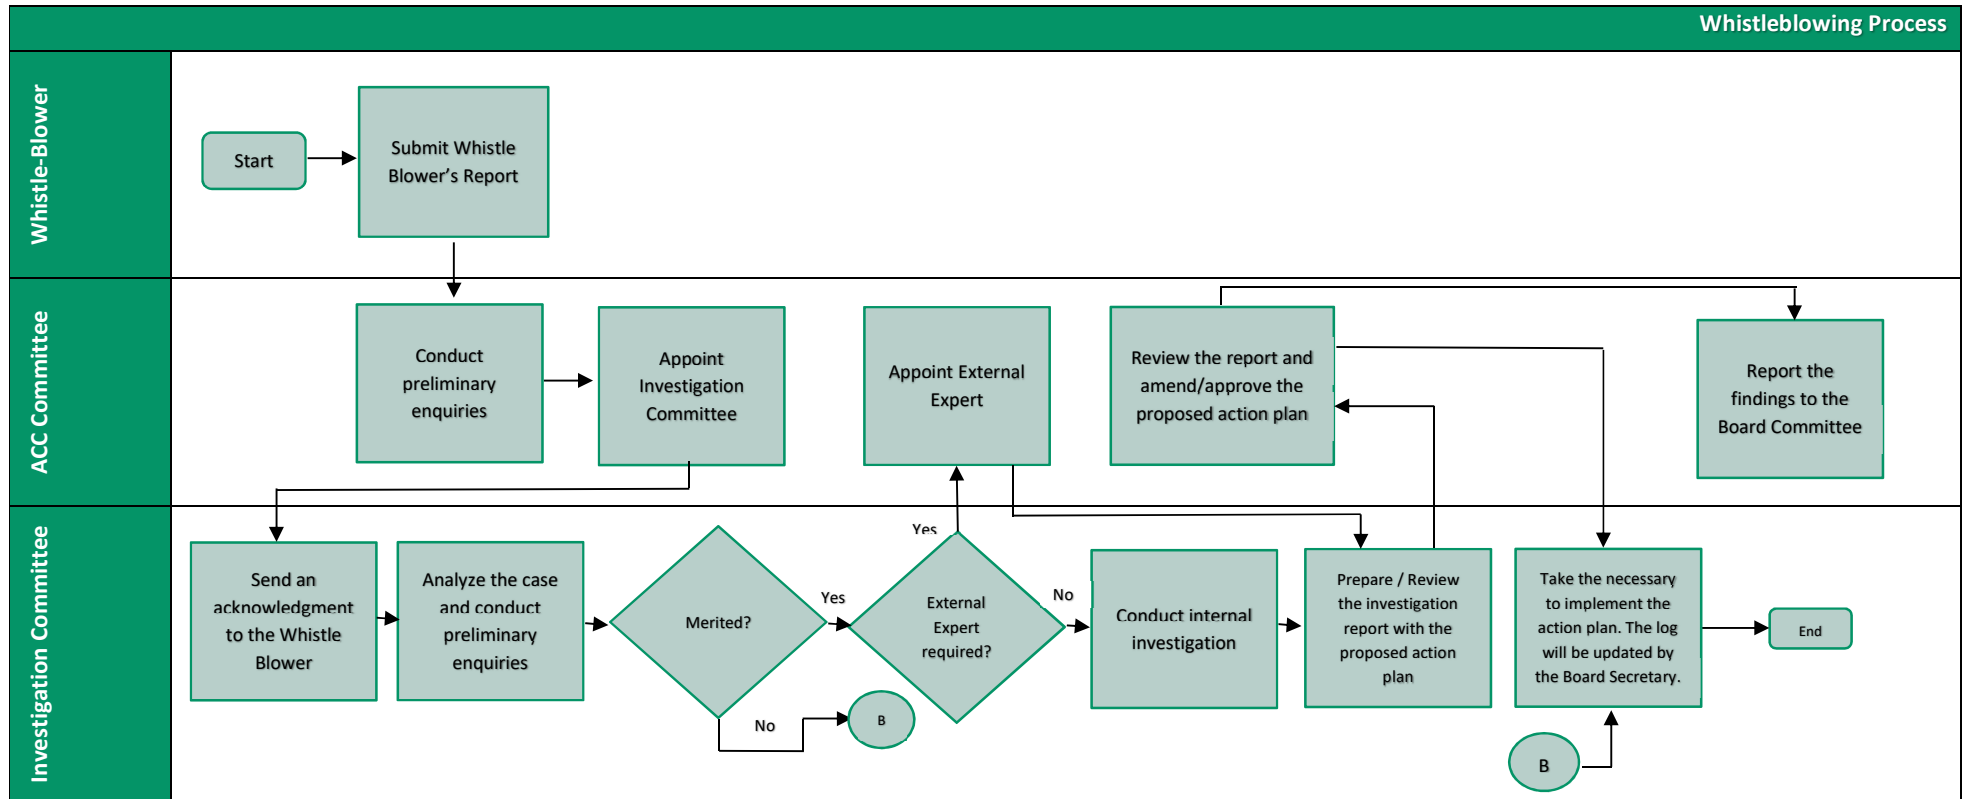 Whistleblowing Process
Whistle-Blower
Start
Submit Whistle
Blower’s Report
ACC Committee
Conduct
preliminary
enquiries
Appoint
Investigation
Committee
Appoint External
Expert
Review the report and
amend/approve the
proposed action plan
Report the
findings to the
Board Committee
Investigation Committee
Send an
acknowledgment
to the Whistle
Blower
Analyze the case
and conduct
preliminary
enquiries
Merited?
Yes
No
B
Yes
External
Expert
required?
No
Conduct internal
investigation
Prepare / Review
the investigation
report with the
proposed action
plan
Take the necessary
to implement the
action plan. The log
will be updated by
the Board Secretary.
End
B